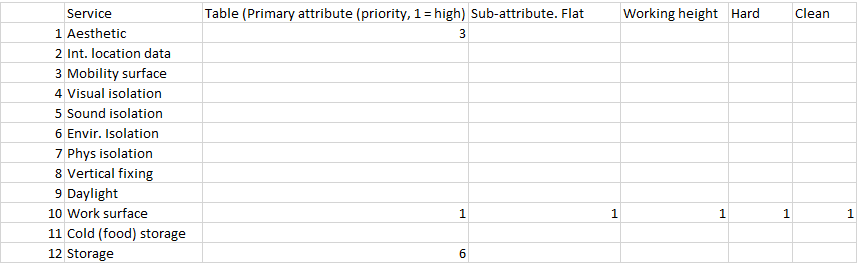 Service Table (Primary attribute (priority, 1 = high) Sub-attribute. Flat Working height Hard Clean
1 Aesthetic 3
2 Int. location data
3 Mobility surface
4 Visual isolation
5 Sound isolation
6 Envir. Isolation
7 Phys isolation
8 Vertical fixing
9 Daylight
10 Work surface 1 1 1 1 1
11 Cold (food) storage
12 Storage 6